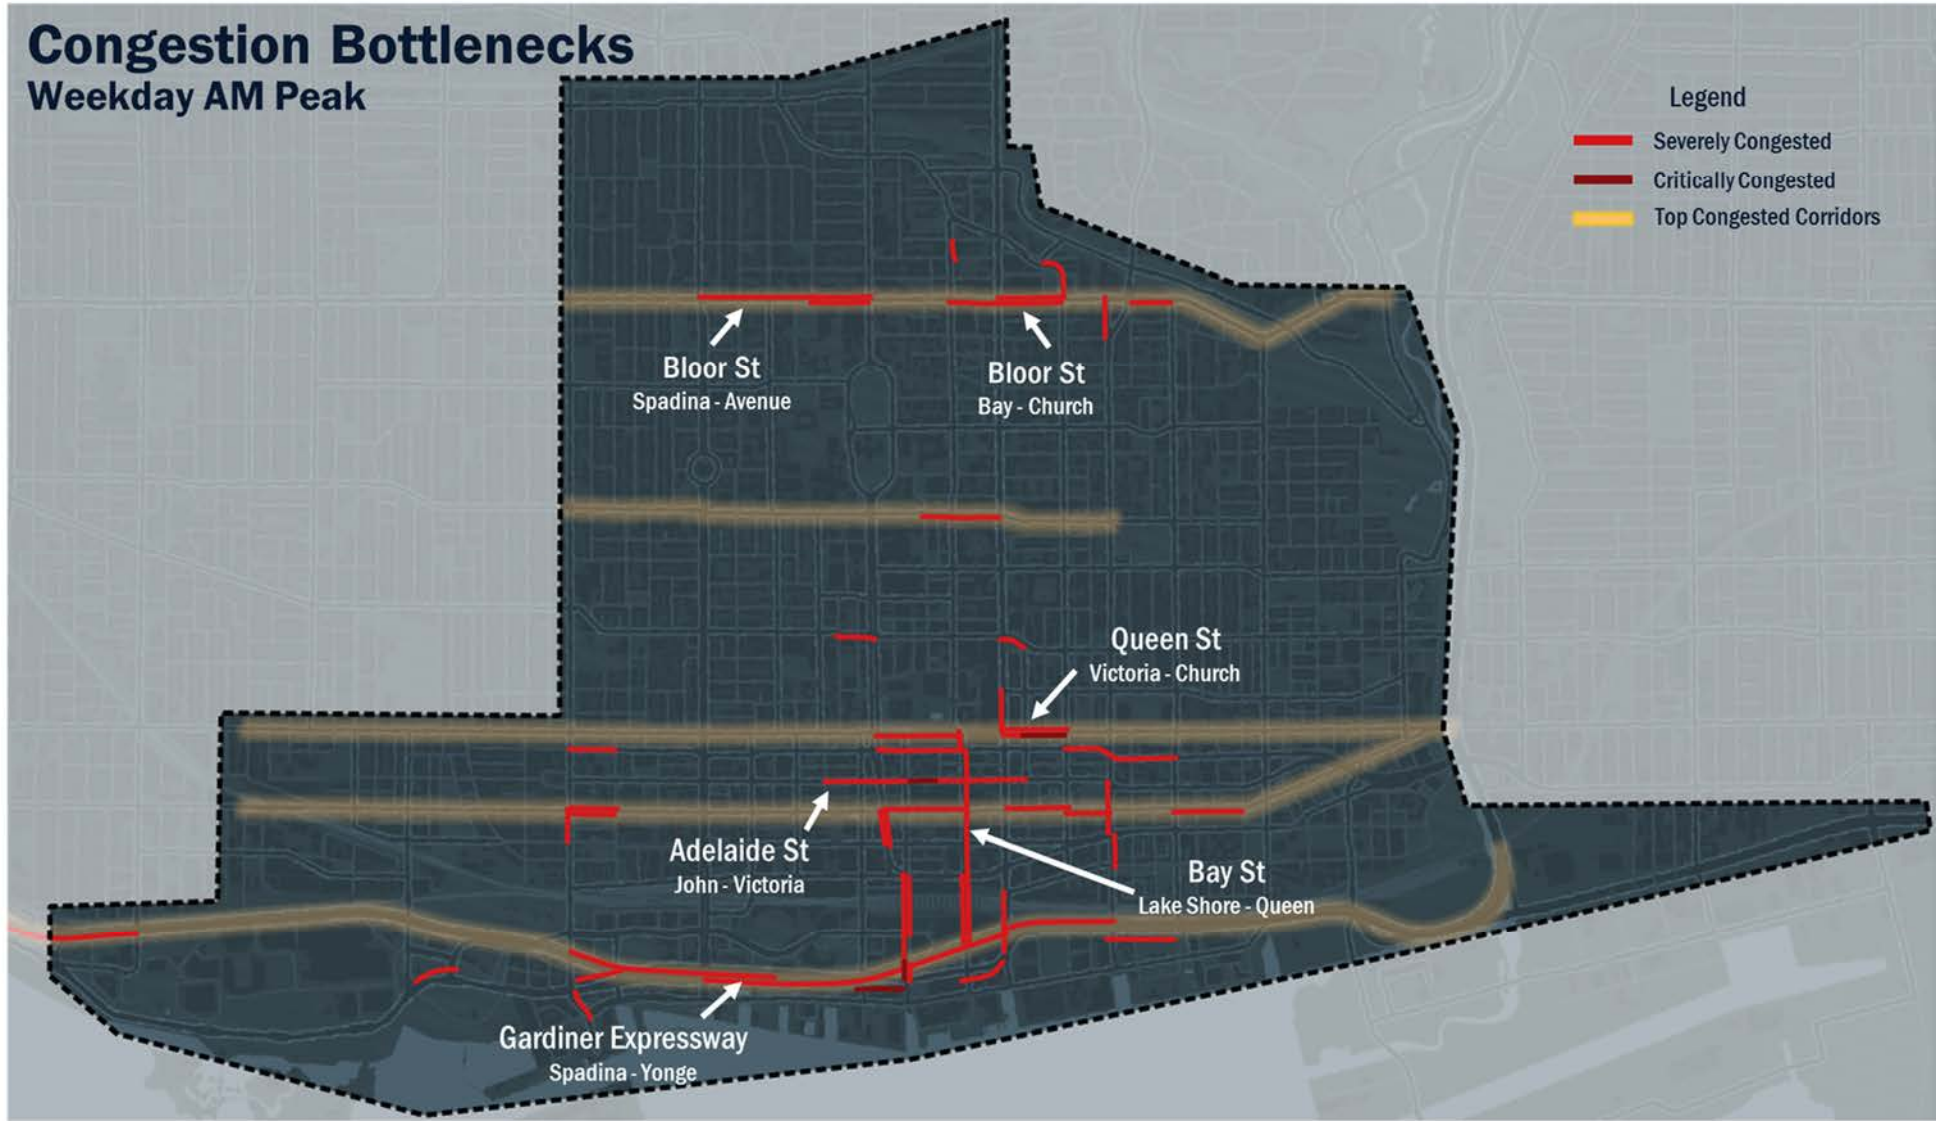 Congestion Bottlenecks
Weekday AM Peak
Legend
Severely Congested
Critically Congested
Top Congested Corridors
Bloor St
Spadina - Avenue
Bloor St
Bay - Church
Queen St
Victoria - Church
Adelaide St
John - Victoria
Bay St
Lake Shore - Queen
Gardiner Expressway
Spadina - Yonge